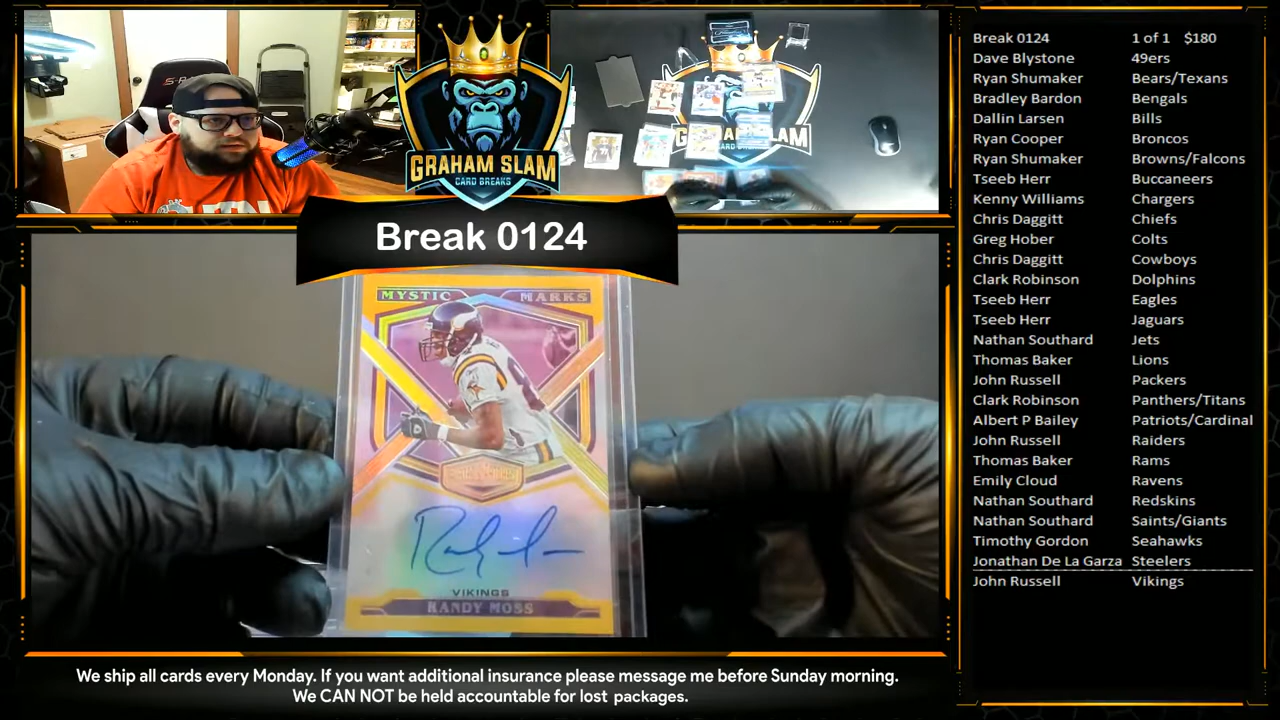 GRAHAM SLAM
CARD BREAKS
GRAHAM SLAM
Break 0124
MYSTIC MARKS
VIKINGS
RANDY MOSS
Break 0124 1 of 1 $180
Dave Blystone 49ers
Ryan Shumaker Bears/Texans
Bradley Bardon Bengals
Dallin Larsen Bills
Ryan Cooper Broncos
Ryan Shumaker Browns/Falcons
Tseeb Herr Buccaneers
Kenny Williams Chargers
Chris Daggitt Chiefs
Greg Hober Colts
Chris Daggitt Cowboys
Clark Robinson Dolphins
Tseeb Herr Eagles
Tseeb Herr Jaguars
Nathan Southard Jets
Thomas Baker Lions
John Russell Packers
Clark Robinson Panthers/Titans
Albert P Bailey Patriots/Cardinal
John Russell Raiders
Thomas Baker Rams
Emily Cloud Ravens
Nathan Southard Redskins
Nathan Southard Saints/Giants
Timothy Gordon Seahawks
Jonathan De La Garza Steelers
John Russell Vikings
We ship all cards every Monday. If you want additional insurance please message me before Sunday morning.
We CAN NOT be held accountable for lost packages.